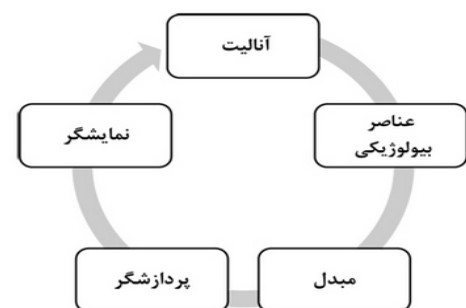 آنالیت
عناصر
بیولوژیکی
مبدل
پردازشگر
نمایشگر